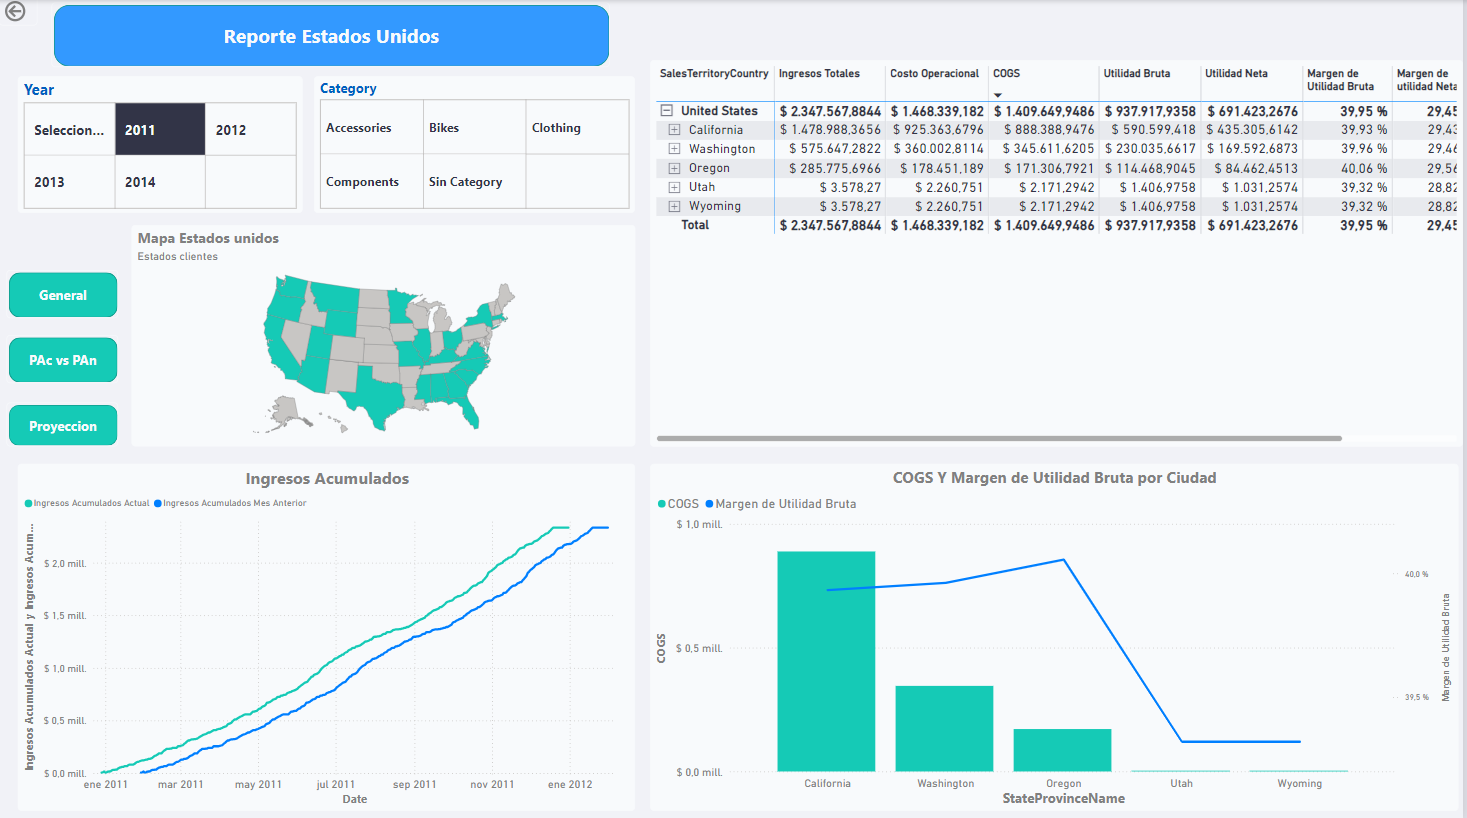 Reporte Estados Unidos
Year
Seleccion... 2011 2012
2013 2014
Category
Accessories Bikes Clothing
Components Sin Category
SalesTerritoryCountry Ingresos Totales Costo Operacional COGS Utilidad Bruta Utilidad Neta Margen de Utilidad Bruta Margen de utilidad Neta
United States $ 2.347.567,8844 $ 1.468.339,182 $ 1.409.649,9486 $ 937.917,9358 $ 691.423,2676 39,95 % 29,45
California $ 1.478.988,3656 $ 925.363,6796 $ 888.388,9476 $ 590.599,418 $ 435.305,6142 39,93 % 29,43
Washington $ 575.647,2822 $ 360.002,8114 $ 345.611,6205 $ 230.035,6617 $ 169.592,6873 39,96 % 29,46
Oregon $ 285.775,6966 $ 178.451,189 $ 171.306,7921 $ 114.468,9045 $ 84.462,4513 40,06 % 29,56
Utah $ 3.578,27 $ 2.260,751 $ 2.171,2942 $ 1.406,9758 $ 1.031,2574 39,32 % 28,82
Wyoming $ 3.578,27 $ 2.260,751 $ 2.171,2942 $ 1.406,9758 $ 1.031,2574 39,32 % 28,82
Total $ 2.347.567,8844 $ 1.468.339,182 $ 1.409.649,9486 $ 937.917,9358 $ 691.423,2676 39,95 % 29,45
Mapa Estados unidos
Estados clientes
General
PAc vs PAn
Proyeccion
Ingresos Acumulados
Ingresos Acumulados Actual Ingresos Acumulados Mes Anterior
Ingresos Acumulados Actual y Ingresos Acum...
$ 2,0 mill.
$ 1,5 mill.
$ 1,0 mill.
$ 0,5 mill.
$ 0,0 mill.
ene 2011 mar 2011 may 2011 jul 2011 sep 2011 nov 2011 ene 2012
Date
COGS Y Margen de Utilidad Bruta por Ciudad
COGS Margen de Utilidad Bruta
COGS
$ 1,0 mill.
$ 0,5 mill.
$ 0,0 mill.
40,0 %
39,5 %
Margen de Utilidad Bruta
California Washington Oregon Utah Wyoming
StateProvinceName